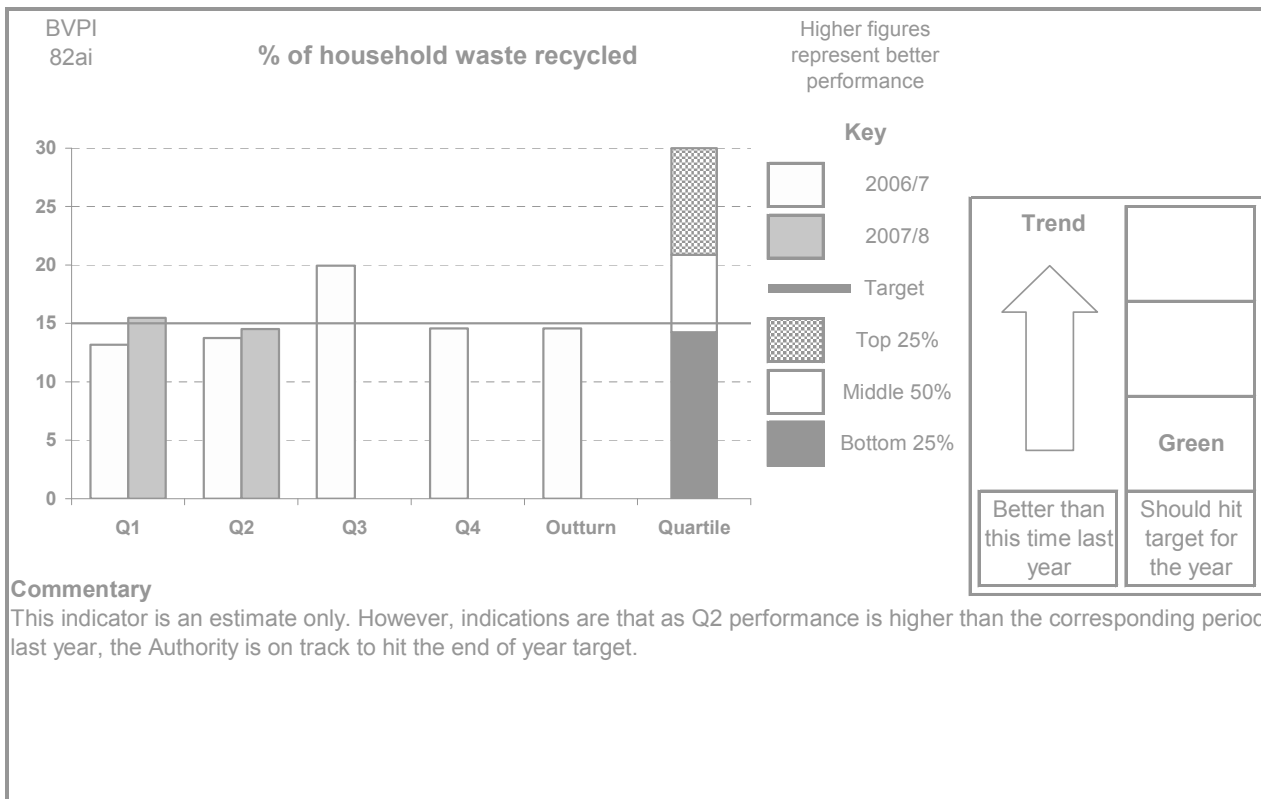 BVPI
82ai
% of household waste recycled
Higher figures
represent better
performance
30
25
20
15
10
5
0
Q1
Q2
Q3
Q4
Outturn
Quartile
Key
2006/7
2007/8
Target
Top 25%
Middle 50%
Bottom 25%
Trend
Green
Better than
this time last
year
Should hit
target for
the year
Commentary
This indicator is an estimate only. However, indications are that as Q2 performance is higher than the corresponding period
last year, the Authority is on track to hit the end of year target.